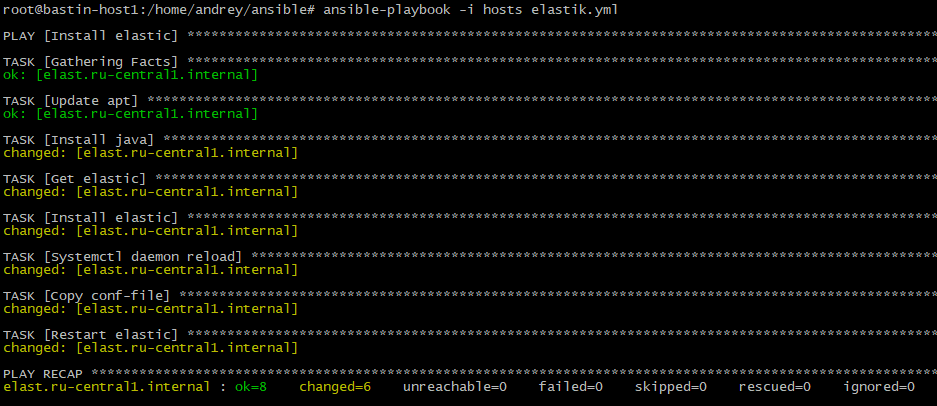 root@bastin-host1:/home/andrey/ansible# ansible-playbook -i hosts elastik.yml
PLAY [Install elastic] **********************************************************************************************
TASK [Gathering Facts] **********************************************************************************************
ok: [elast.ru-central1.internal]
TASK [Update apt] ***************************************************************************************************
ok: [elast.ru-central1.internal]
TASK [Install java] *************************************************************************************************
changed: [elast.ru-central1.internal]
TASK [Get elastic] **************************************************************************************************
changed: [elast.ru-central1.internal]
TASK [Install elastic] **********************************************************************************************
changed: [elast.ru-central1.internal]
TASK [Systemctl daemon reload] **************************************************************************************
changed: [elast.ru-central1.internal]
TASK [Copy conf-file] ***********************************************************************************************
changed: [elast.ru-central1.internal]
TASK [Restart elastic] **********************************************************************************************
changed: [elast.ru-central1.internal]
PLAY RECAP **********************************************************************************************************
elast.ru-central1.internal : ok=8    changed=6    unreachable=0    failed=0    skipped=0    rescued=0    ignored=0